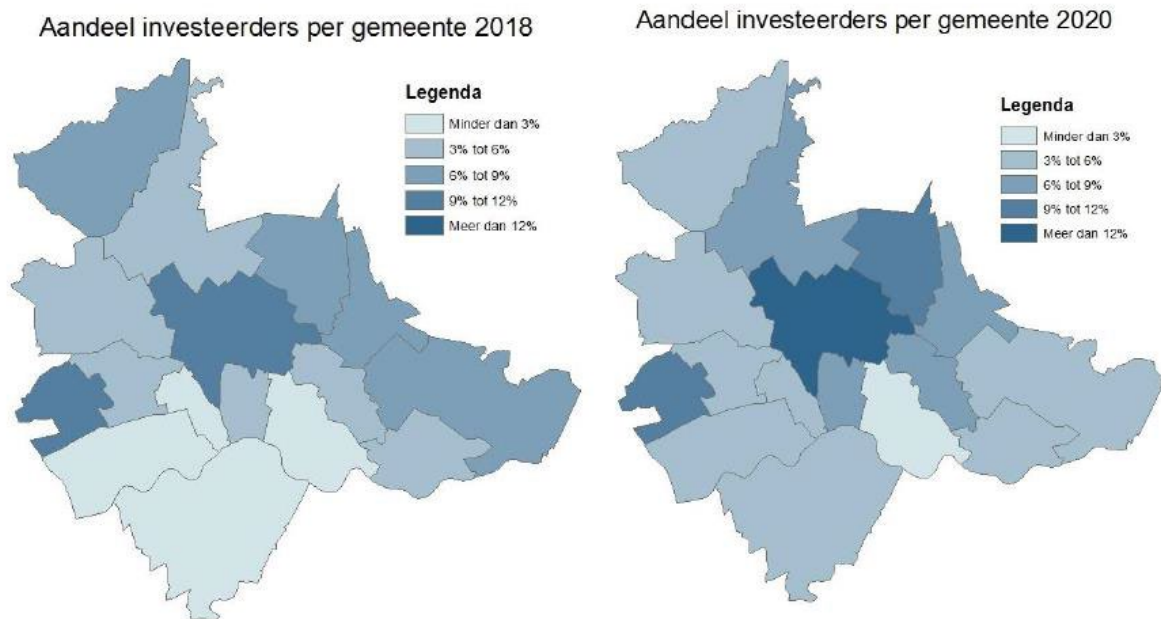 Aandeel investeerders per gemeente 2018
Legenda
Minder dan 3%
3% tot 6%
6% tot 9%
9% tot 12%
Meer dan 12%
Aandeel investeerders per gemeente 2020
Legenda
Minder dan 3%
3% tot 6%
6% tot 9%
9% tot 12%
Meer dan 12%